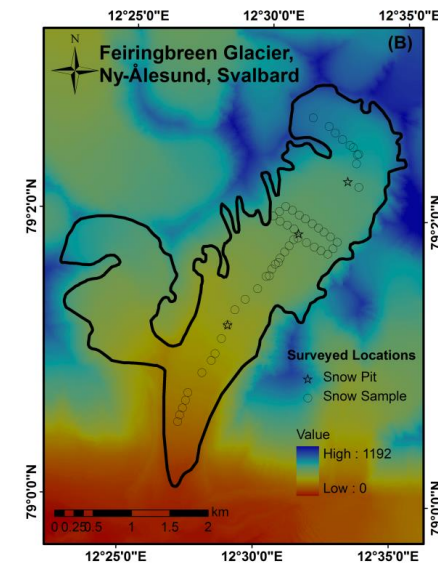 12°25'0"E 12°30'0"E 12°35'0"E
(B)
N
Feiringbreen Glacier,
Ny-Ålesund, Svalbard
79°2'0"N
79°2'0"N
Surveyed Locations
Snow Pit
Snow Sample
Value
High : 1192
Low : 0
79°0'0"N
79°0'0"N
km
0 0.25 0.5 1 1.5 2
12°25'0"E 12°30'0"E 12°35'0"E